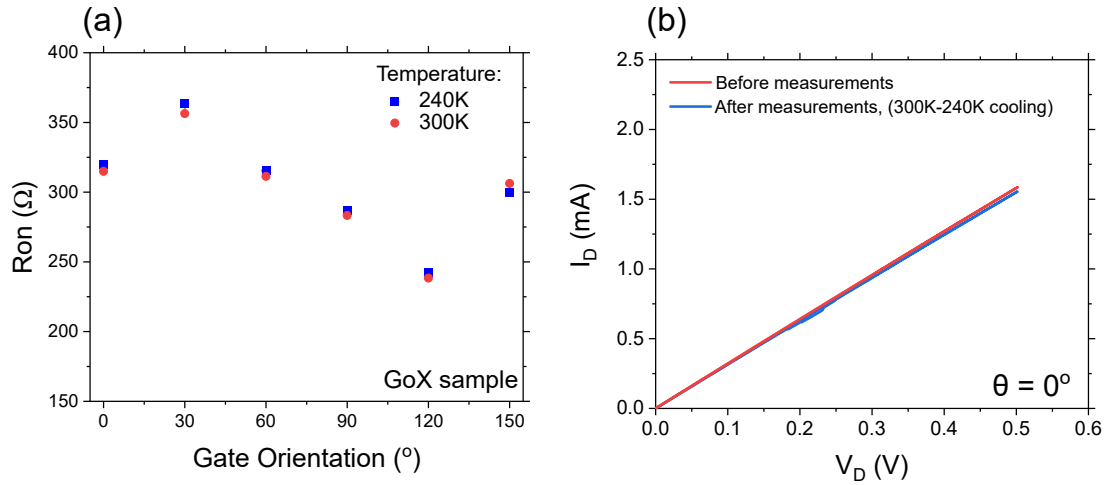 (a)
400
350
300
250
200
150
Ron (Ω)
Temperature:
240K
300K
GoX sample
0
30
60
90
120
150
Gate Orientation (º)
(b)
2.5
2.0
1.5
1.0
0.5
0.0
I_D (mA)
Before measurements
After measurements, (300K-240K cooling)
θ = 0º
0.0
0.1
0.2
0.3
0.4
0.5
0.6
V_D (V)